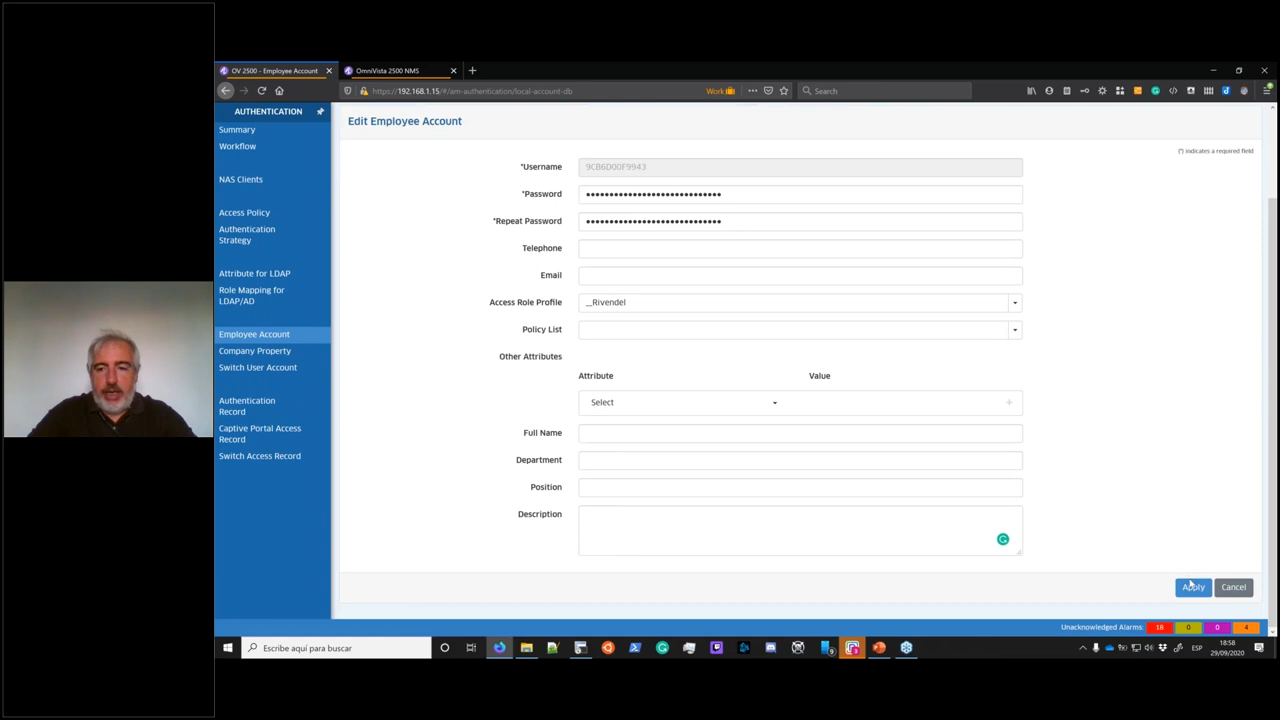 OV 2500 - Employee Account
OmniVista 2500 NMS
https://192.168.1.15/#/am-authentication/local-account-db
Work
Search
AUTHENTICATION
Summary
Workflow
NAS Clients
Access Policy
Authentication
Strategy
Attribute for LDAP
Role Mapping for
LDAP/AD
Employee Account
Company Property
Switch User Account
Authentication
Record
Captive Portal Access
Record
Switch Access Record
Edit Employee Account
(*) indicates a required field
*Username
9CB6D00F9943
*Password
*Repeat Password
Telephone
Email
Access Role Profile
__Rivendel
Policy List
Other Attributes
Attribute Value
Select
Full Name
Department
Position
Description
Apply Cancel
Unacknowledged Alarms: 18 0 0 4
Escribe aquí para buscar
ESP
18:58
29/09/2020